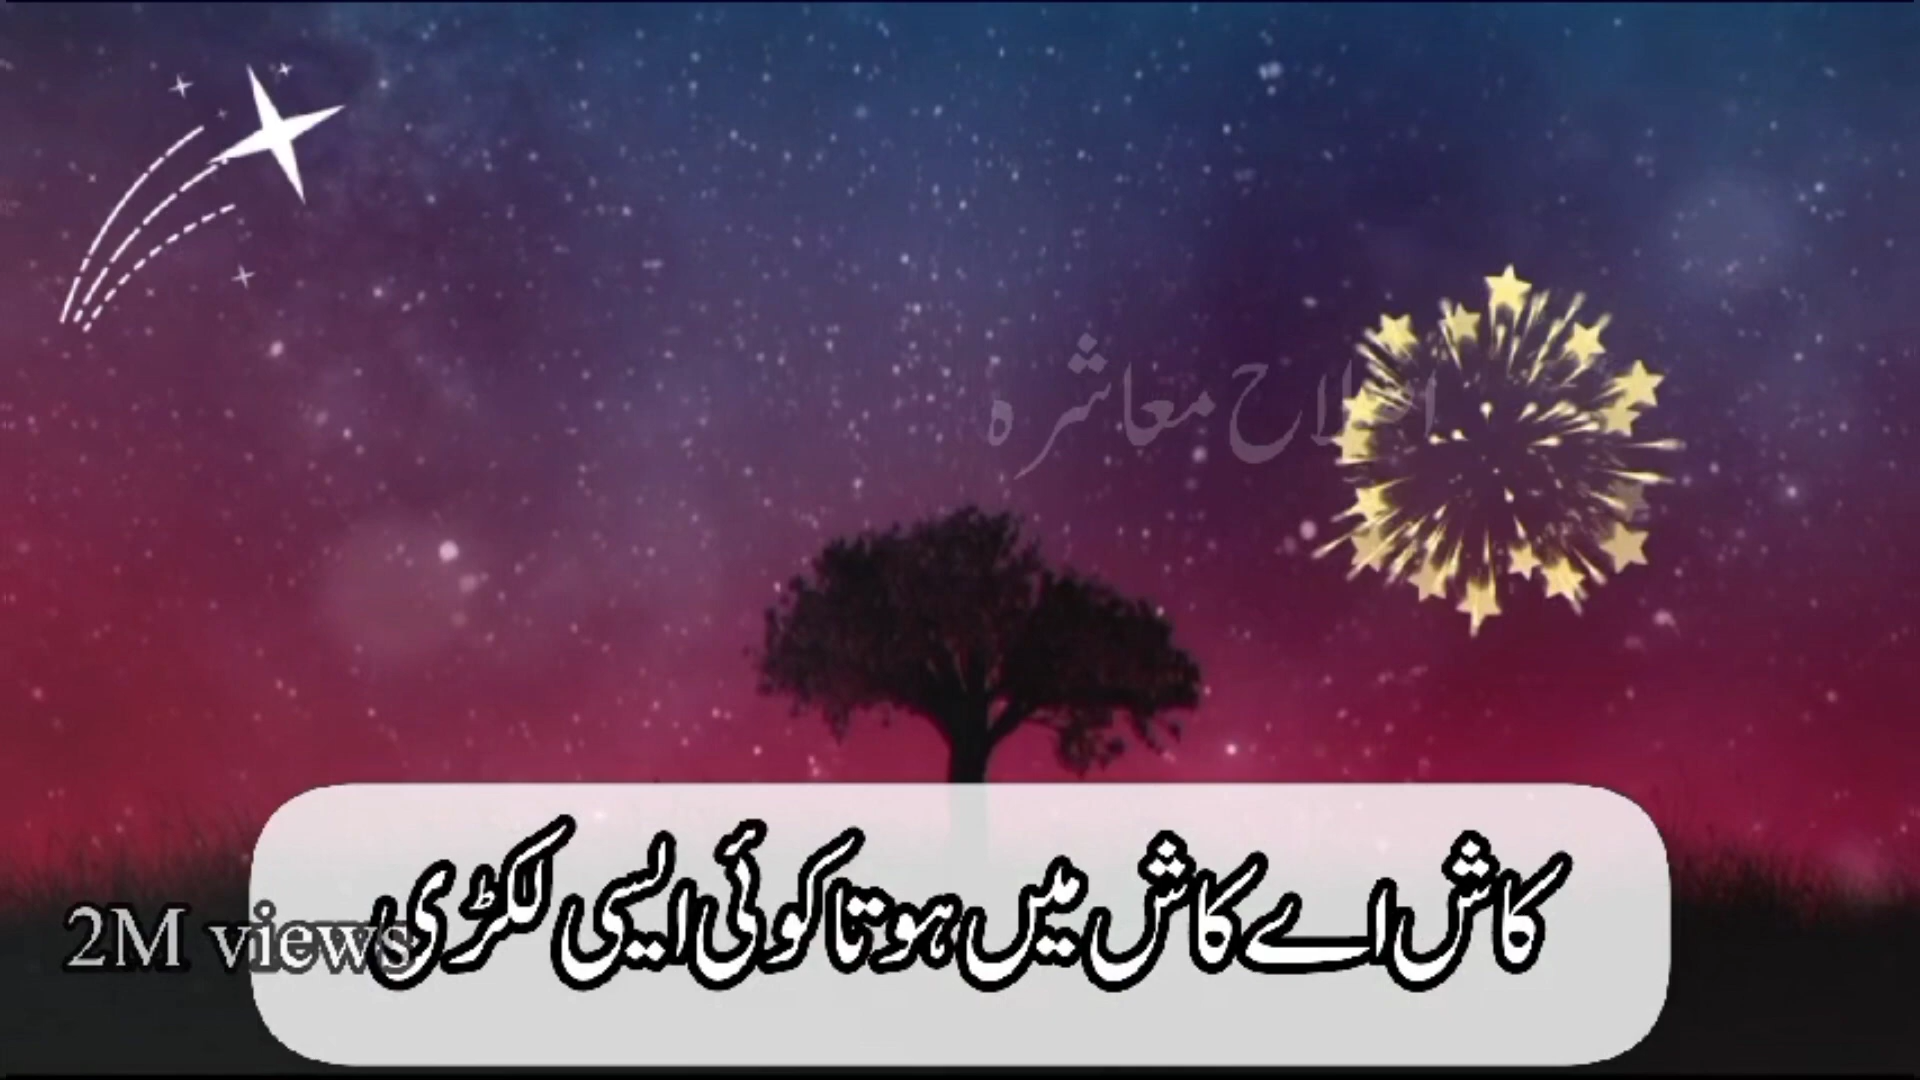 اصلاح معاشرہ
کاش اے کاش میں ہوتا کوئی ایسی لکڑی
2M views